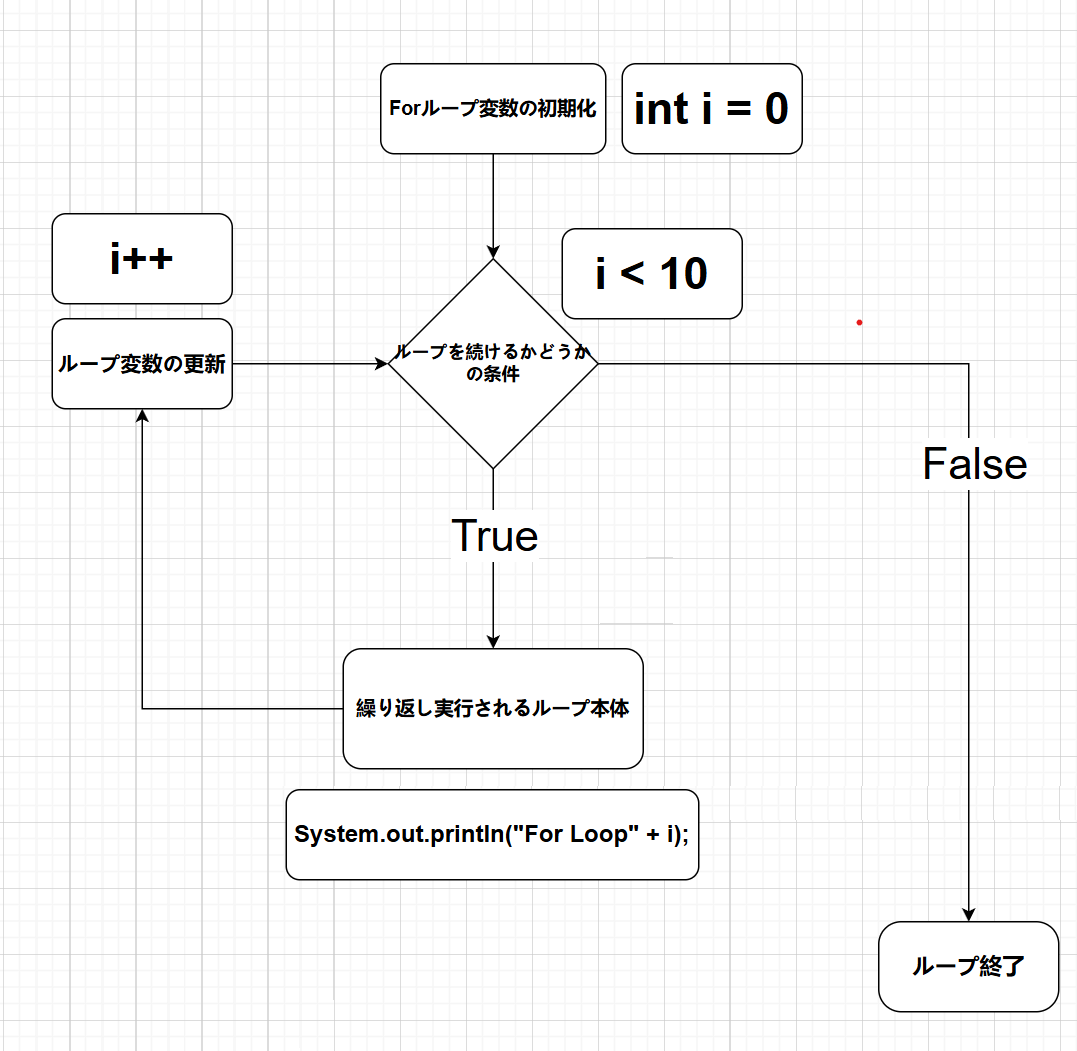 Forループ変数の初期化
int i = 0
i++
i < 10
ループ変数の更新
ループを続けるかどうか
の条件
False
True
繰り返し実行されるループ本体
System.out.println("For Loop" + i);
ループ終了